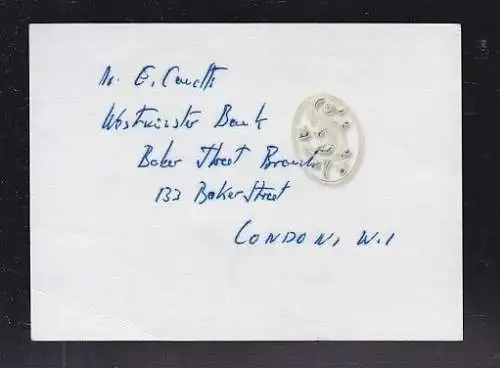 E.
Westminster Bank
Baker Street Branch
133 Baker Street
LONDON, W.1